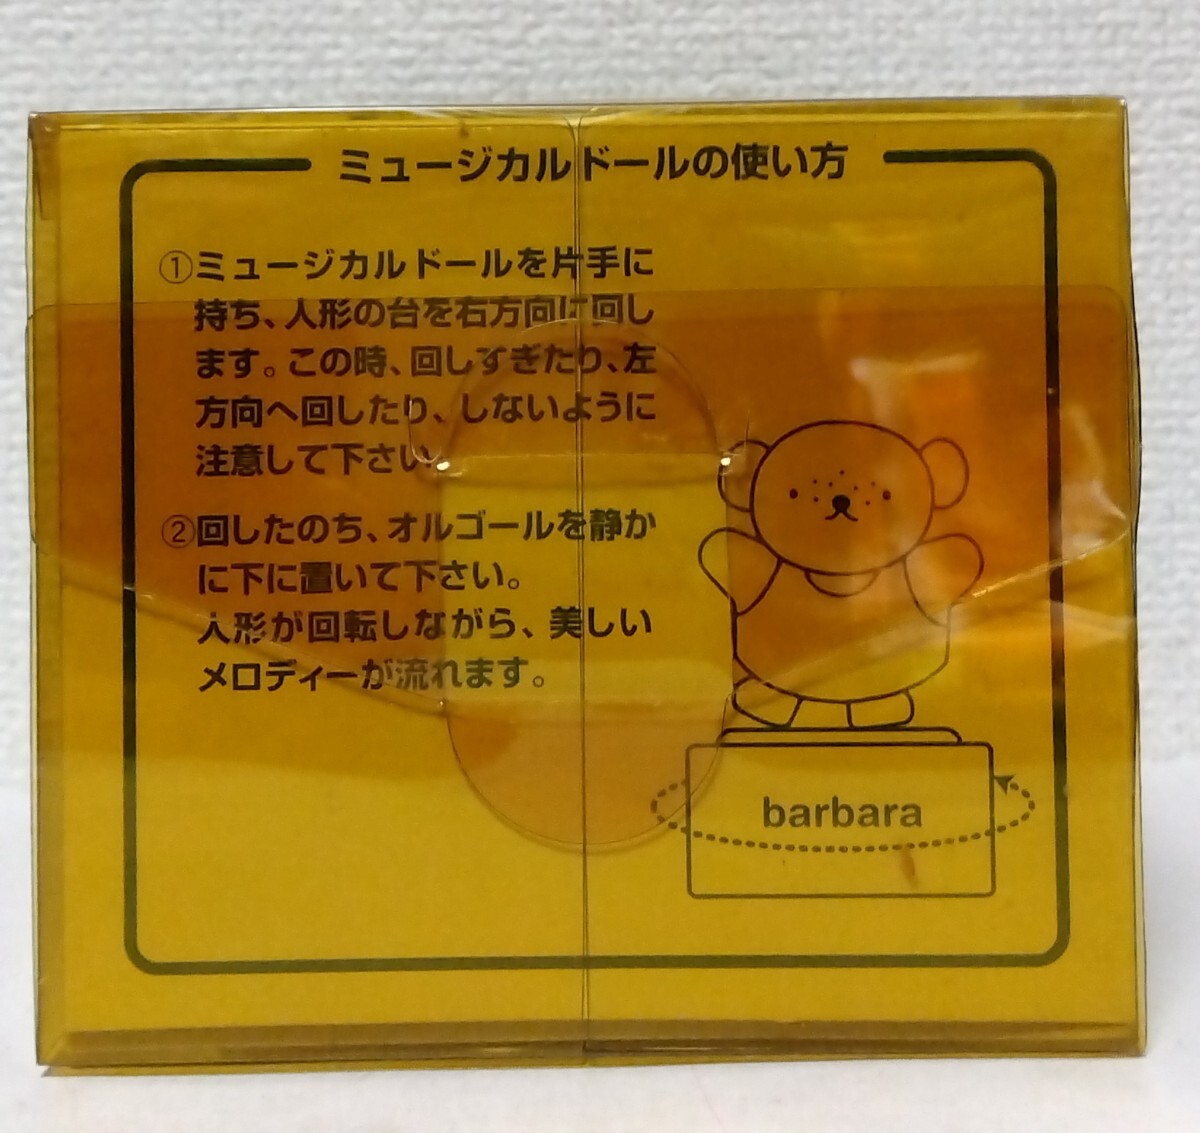 ミュージカルドールの使い方
①ミュージカルドールを片手に
持ち、人形の台を右方向に回し
ます。この時、回しすぎたり、左
方向へ回したり、しないように
注意して下さい。
②回したのち、オルゴールを静か
に下に置いて下さい。
人形が回転しながら、美しい
メロディーが流れます。
barbara